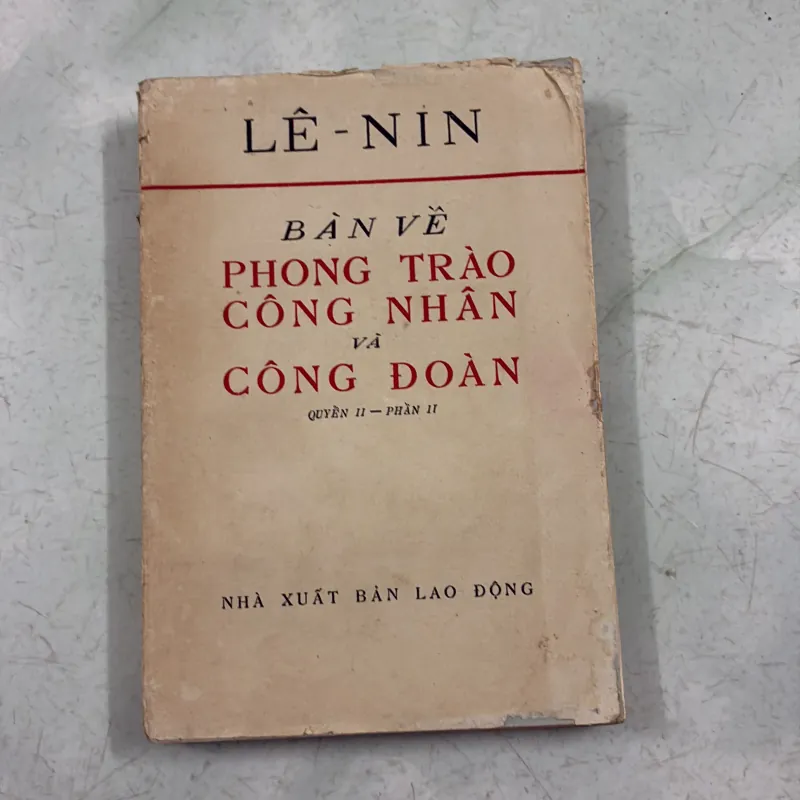 LÊ-NIN
BÀN VỀ
PHONG TRÀO
CÔNG NHÂN
VÀ
CÔNG ĐOÀN
QUYỂN II — PHẦN II
NHÀ XUẤT BẢN LAO ĐỘNG